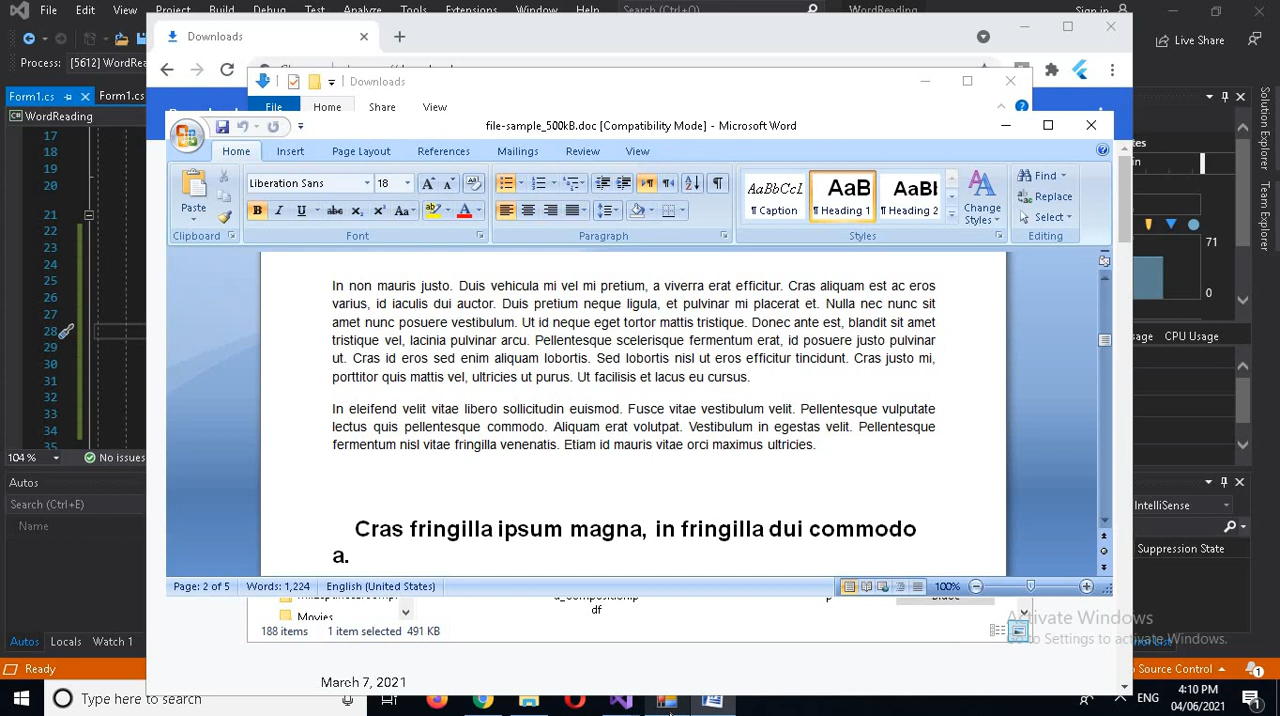 File Edit View Project Build Debug Test Analyze Tools Extensions Window Help Search (Ctrl+Q) WordReading Sign in
Live Share
Process: [5612] WordRea
Form1.cs Form1.cs
WordReading
17
18
19
20
21
22
23
24
25
26
27
28
29
30
31
32
33
34
35
104 % No issues
Autos
Search (Ctrl+E)
Name
Autos Locals Watch 1
Ready
Downloads
Downloads
File Home Share View
file-sample_500kB.doc [Compatibility Mode] - Microsoft Word
Home Insert Page Layout References Mailings Review View
Paste
Clipboard
Liberation Sans 18
Font
Paragraph
AaBbCcI AaB AaBb
¶ Caption ¶ Heading 1 ¶ Heading 2
Change Styles
Styles
Find
Replace
Select
Editing
In non mauris justo. Duis vehicula mi vel mi pretium, a viverra erat efficitur. Cras aliquam est ac eros
varius, id iaculis dui auctor. Duis pretium neque ligula, et pulvinar mi placerat et. Nulla nec nunc sit
amet nunc posuere vestibulum. Ut id neque eget tortor mattis tristique. Donec ante est, blandit sit amet
tristique vel, lacinia pulvinar arcu. Pellentesque scelerisque fermentum erat, id posuere justo pulvinar
ut. Cras id eros sed enim aliquam lobortis. Sed lobortis nisl ut eros efficitur tincidunt. Cras justo mi,
porttitor quis mattis vel, ultricies ut purus. Ut facilisis et lacus eu cursus.
In eleifend velit vitae libero sollicitudin euismod. Fusce vitae vestibulum velit. Pellentesque vulputate
lectus quis pellentesque commodo. Aliquam erat volutpat. Vestibulum in egestas velit. Pellentesque
fermentum nisl vitae fringilla venenatis. Etiam id mauris vitae orci maximus ultricies.
Cras fringilla ipsum magna, in fringilla dui commodo
a.
Page: 2 of 5 Words: 1,224 English (United States) 100%
Movies
df
188 items 1 item selected 491 KB
March 7, 2021
71
0
CPU Usage
IntelliSense
Suppression State
Solution Explorer
Team Explorer
Activate Windows
Go to Settings to activate Windows.
Source Control
1
Type here to search
ENG
4:10 PM
04/06/2021